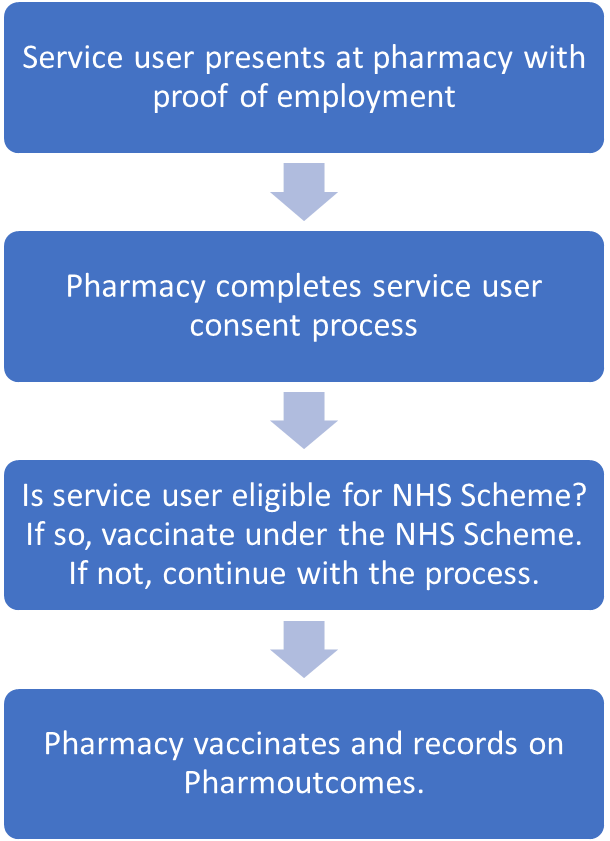 Service user presents at pharmacy with
proof of employment
Pharmacy completes service user
consent process
Is service user eligible for NHS Scheme?
If so, vaccinate under the NHS Scheme.
If not, continue with the process.
Pharmacy vaccinates and records on
Pharmoutcomes.